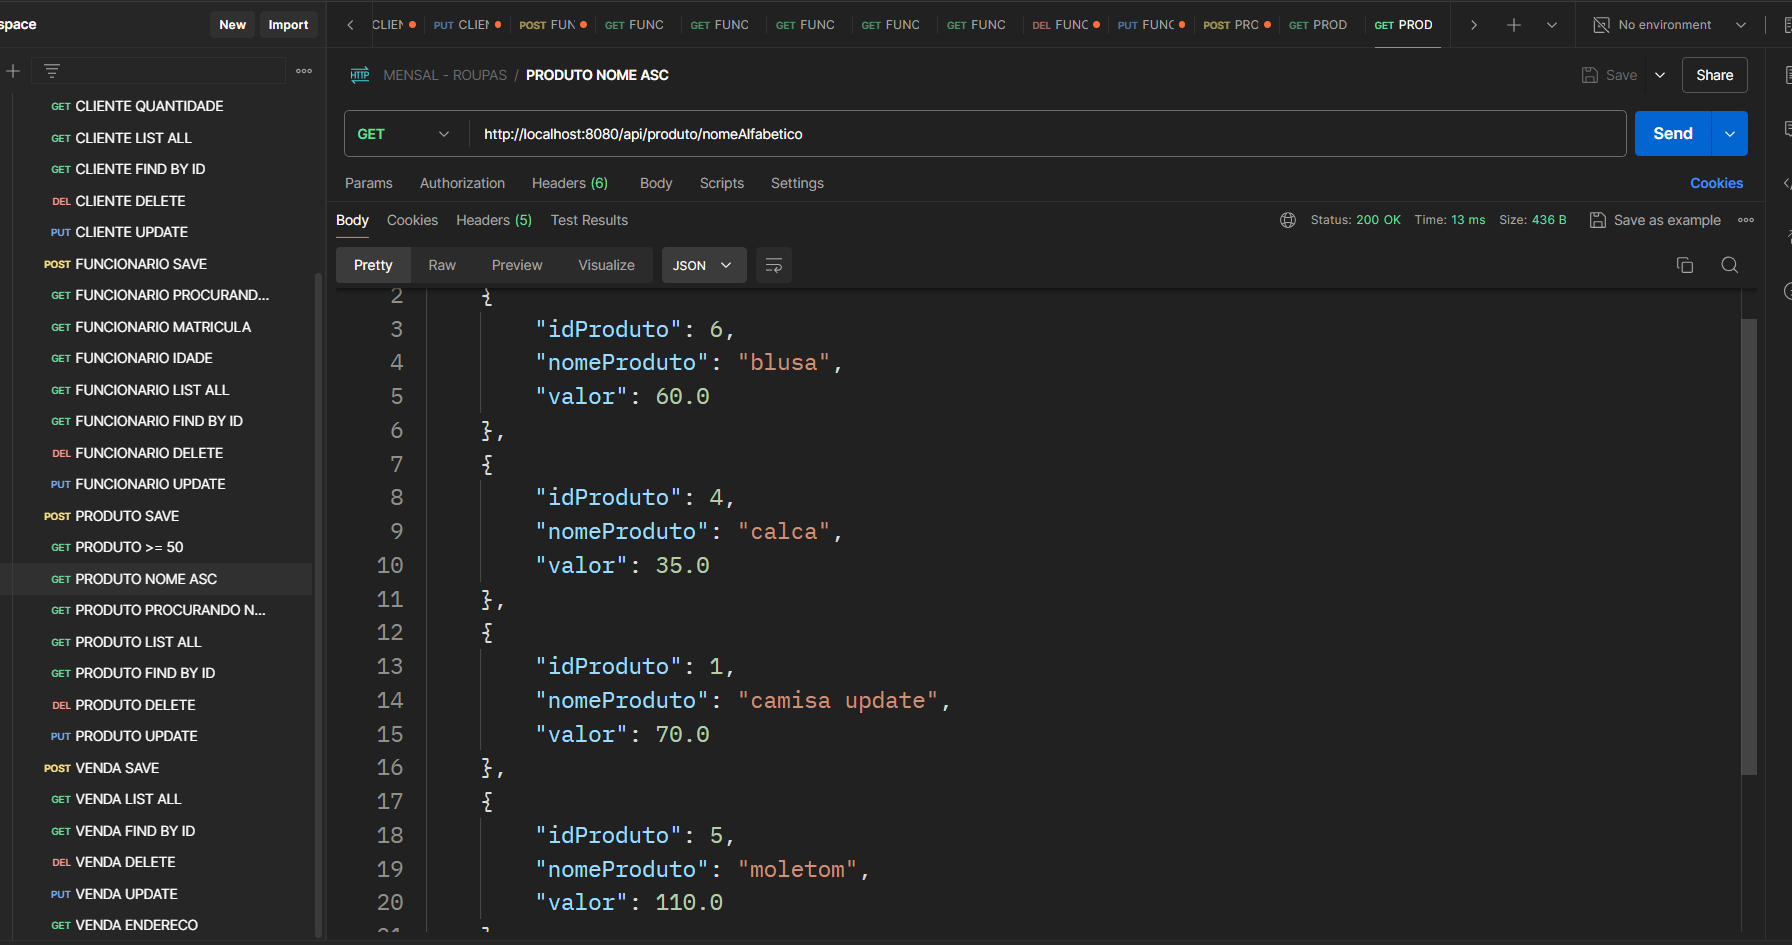 space
New
Import
CLIEN
PUT CLIEN
POST FUN
GET FUNC
GET FUNC
GET FUNC
GET FUNC
GET FUNC
DEL FUNC
PUT FUNC
POST PRO
GET PROD
GET PROD
No environment
MENSAL - ROUPAS / PRODUTO NOME ASC
Save
Share
GET
http://localhost:8080/api/produto/nomeAlfabetico
Send
Params
Authorization
Headers (6)
Body
Scripts
Settings
Cookies
Body
Cookies
Headers (5)
Test Results
Status: 200 OK
Time: 13 ms
Size: 436 B
Save as example
Pretty
Raw
Preview
Visualize
JSON
GET CLIENTE QUANTIDADE
GET CLIENTE LIST ALL
GET CLIENTE FIND BY ID
DEL CLIENTE DELETE
PUT CLIENTE UPDATE
POST FUNCIONARIO SAVE
GET FUNCIONARIO PROCURAND...
GET FUNCIONARIO MATRICULA
GET FUNCIONARIO IDADE
GET FUNCIONARIO LIST ALL
GET FUNCIONARIO FIND BY ID
DEL FUNCIONARIO DELETE
PUT FUNCIONARIO UPDATE
POST PRODUTO SAVE
GET PRODUTO >= 50
GET PRODUTO NOME ASC
GET PRODUTO PROCURANDO N...
GET PRODUTO LIST ALL
GET PRODUTO FIND BY ID
DEL PRODUTO DELETE
PUT PRODUTO UPDATE
POST VENDA SAVE
GET VENDA LIST ALL
GET VENDA FIND BY ID
DEL VENDA DELETE
PUT VENDA UPDATE
GET VENDA ENDERECO
2 {
3 "idProduto": 6,
4 "nomeProduto": "blusa",
5 "valor": 60.0
6 },
7 {
8 "idProduto": 4,
9 "nomeProduto": "calca",
10 "valor": 35.0
11 },
12 {
13 "idProduto": 1,
14 "nomeProduto": "camisa update",
15 "valor": 70.0
16 },
17 {
18 "idProduto": 5,
19 "nomeProduto": "moletom",
20 "valor": 110.0